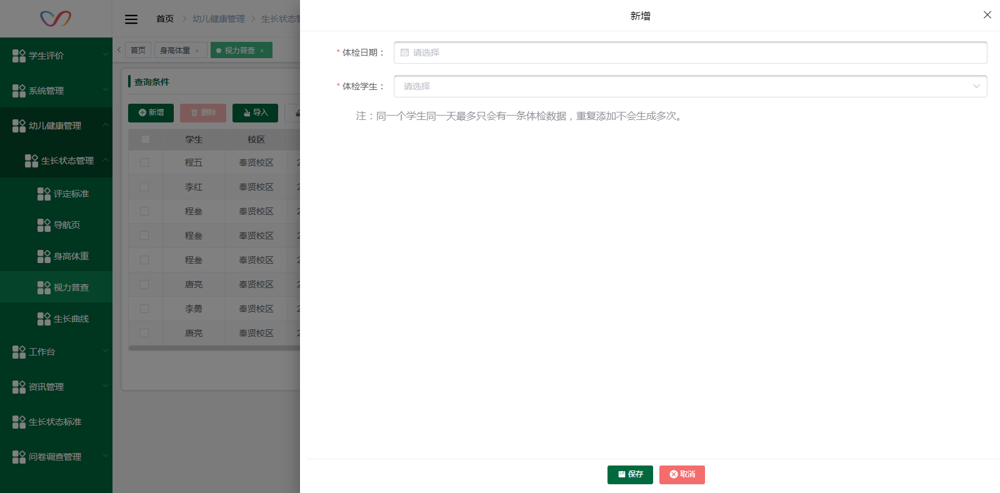 首页 幼儿健康管理 生长状态
首页 身高体重 视力普查
学生评价
系统管理
幼儿健康管理
生长状态管理
评定标准
导航页
身高体重
视力普查
生长曲线
工作台
资讯管理
生长状态标准
问卷调查管理
查询条件
新增 删除 导入
学生 校区
程五 奉贤校区 2
李红 奉贤校区 2
程叁 奉贤校区 2
程叁 奉贤校区 2
程叁 奉贤校区 2
唐亮 奉贤校区 2
李勇 奉贤校区 2
唐亮 奉贤校区 2
新增
* 体检日期： 请选择
* 体检学生： 请选择
注：同一个学生同一天最多只会有一条体检数据，重复添加不会生成多次。
保存 取消